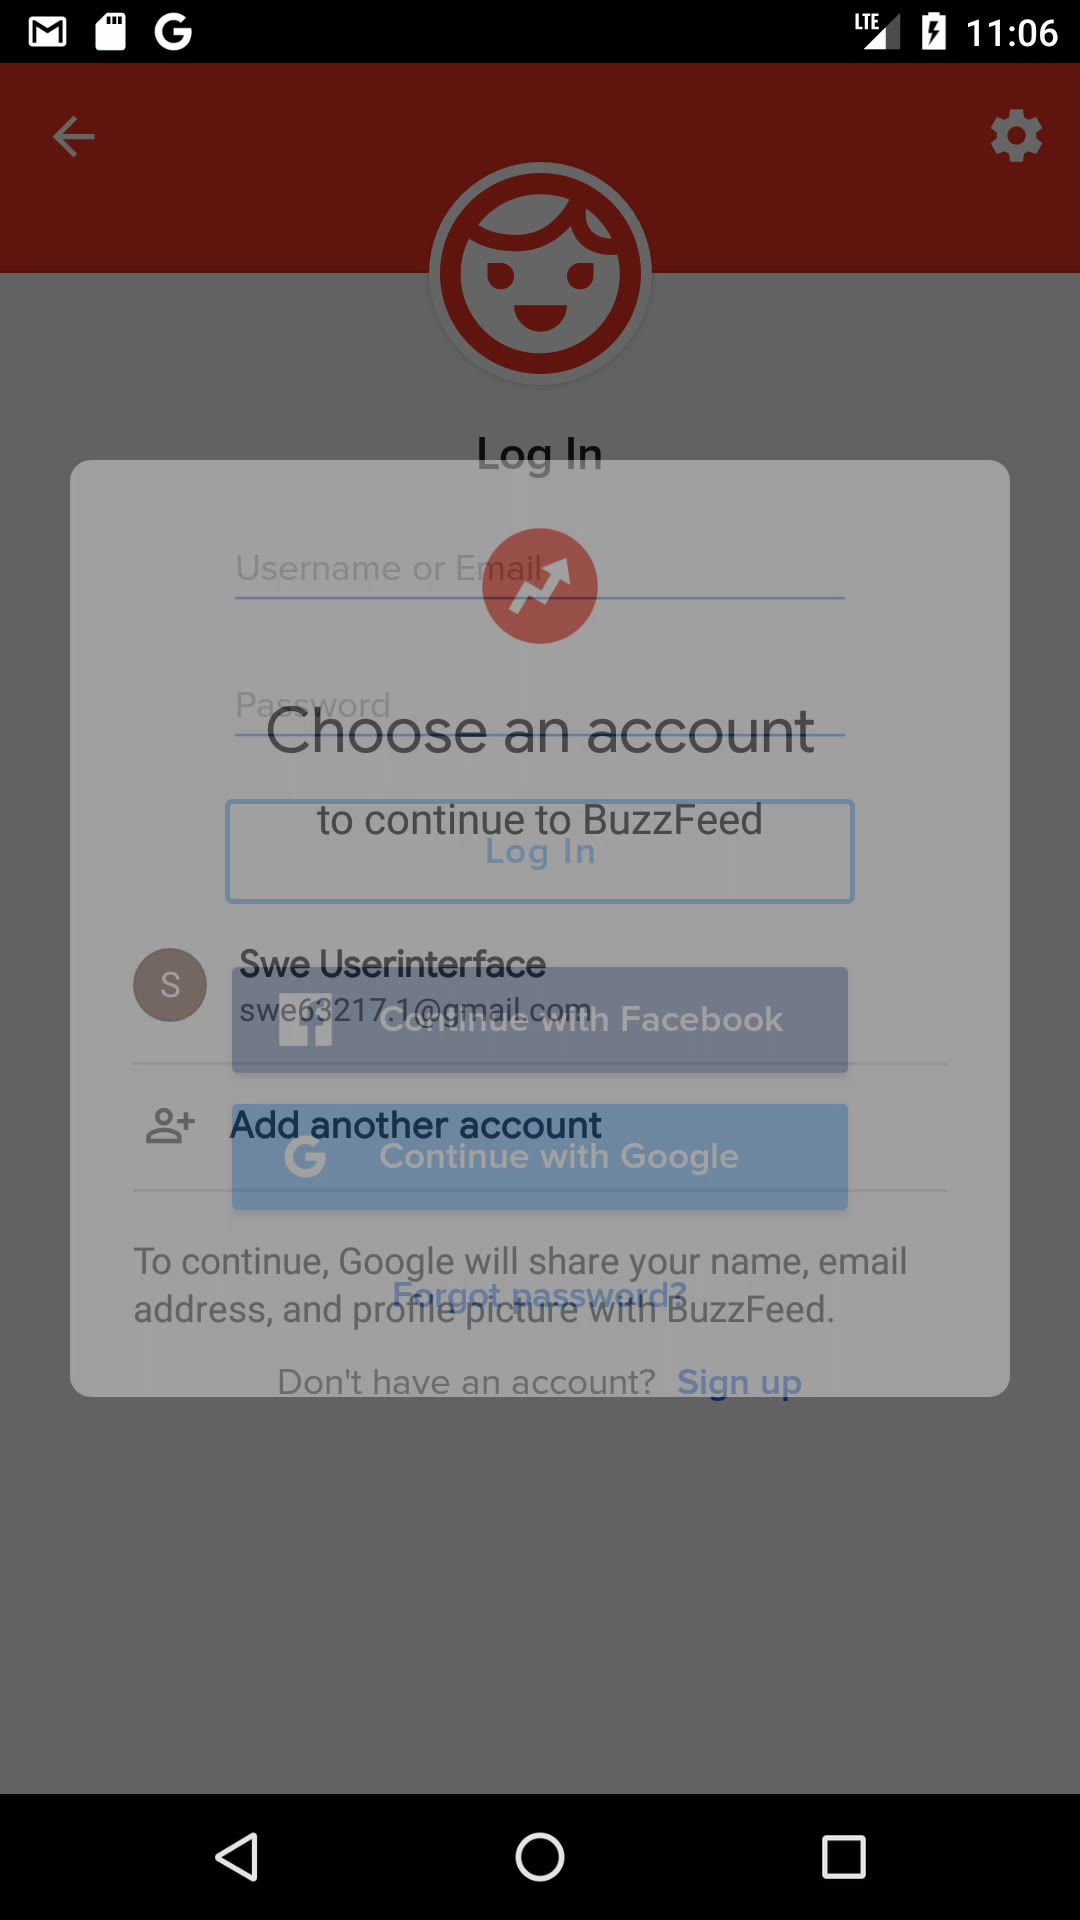 LTE 11:06
Log In
Username or Email
Password
Choose an account
to continue to BuzzFeed
Log In
S
Swe Userinterface
swe63217.1@gmail.com
Continue with Facebook
Add another account
Continue with Google
To continue, Google will share your name, email
address, and profile picture with BuzzFeed.
Forgot password?
Don't have an account? Sign up